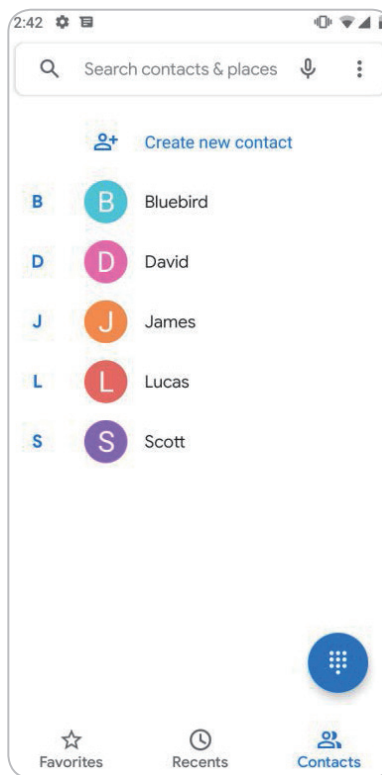 2:42
Search contacts & places
Create new contact
B B Bluebird
D D David
J J James
L L Lucas
S S Scott
Favorites Recents Contacts